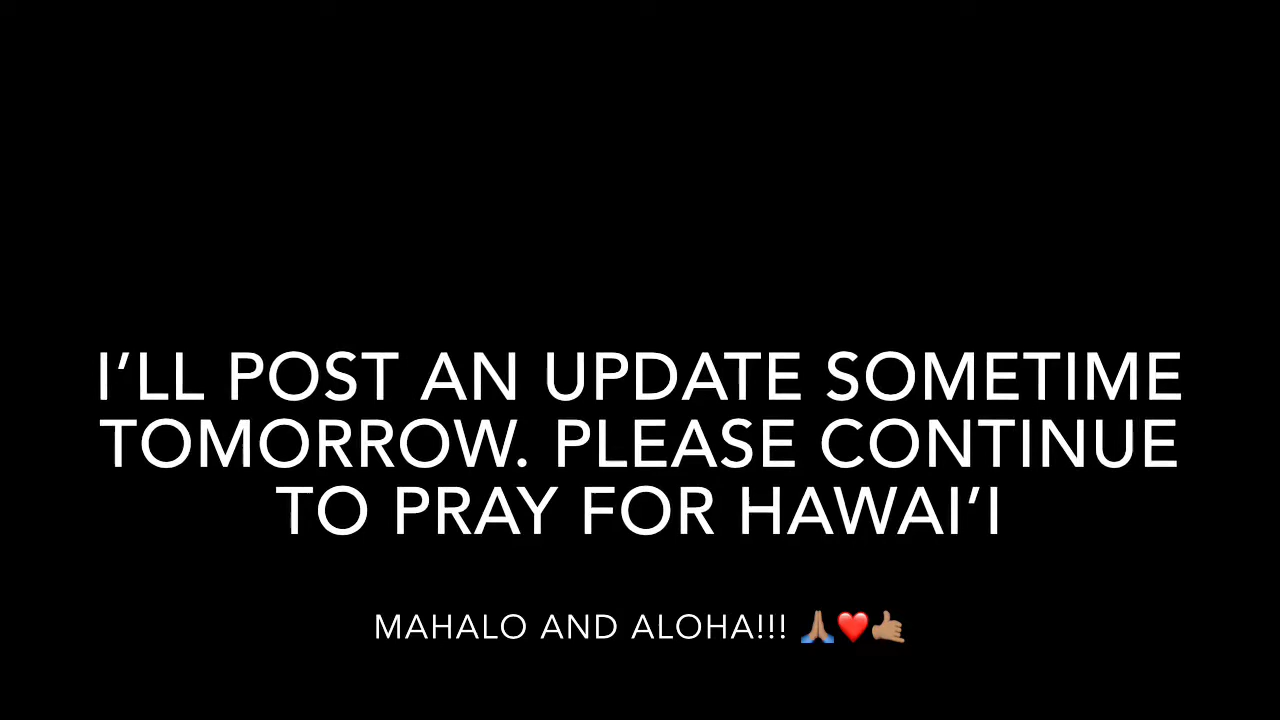 I’LL POST AN UPDATE SOMETIME
TOMORROW. PLEASE CONTINUE
TO PRAY FOR HAWAI’I
MAHALO AND ALOHA!!! 🙏🏽❤️🤙🏽